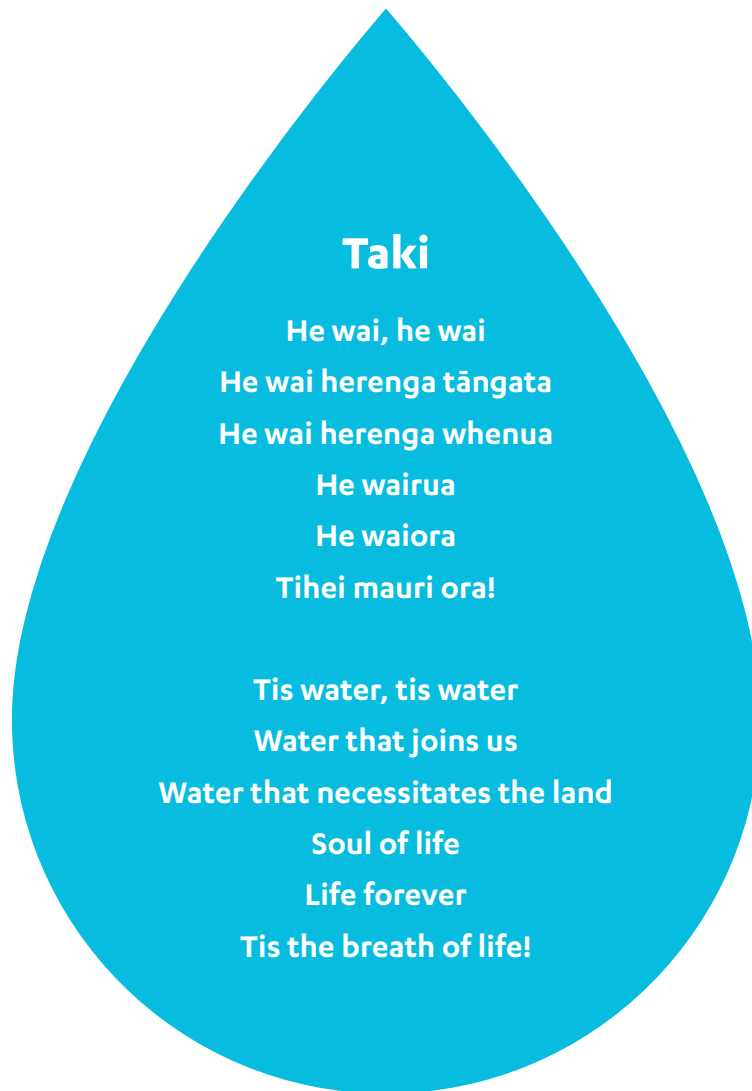 Taki
He wai, he wai
He wai herenga tāngata
He wai herenga whenua
He wairua
He waiora
Tihei mauri ora!
Tis water, tis water
Water that joins us
Water that necessitates the land
Soul of life
Life forever
Tis the breath of life!